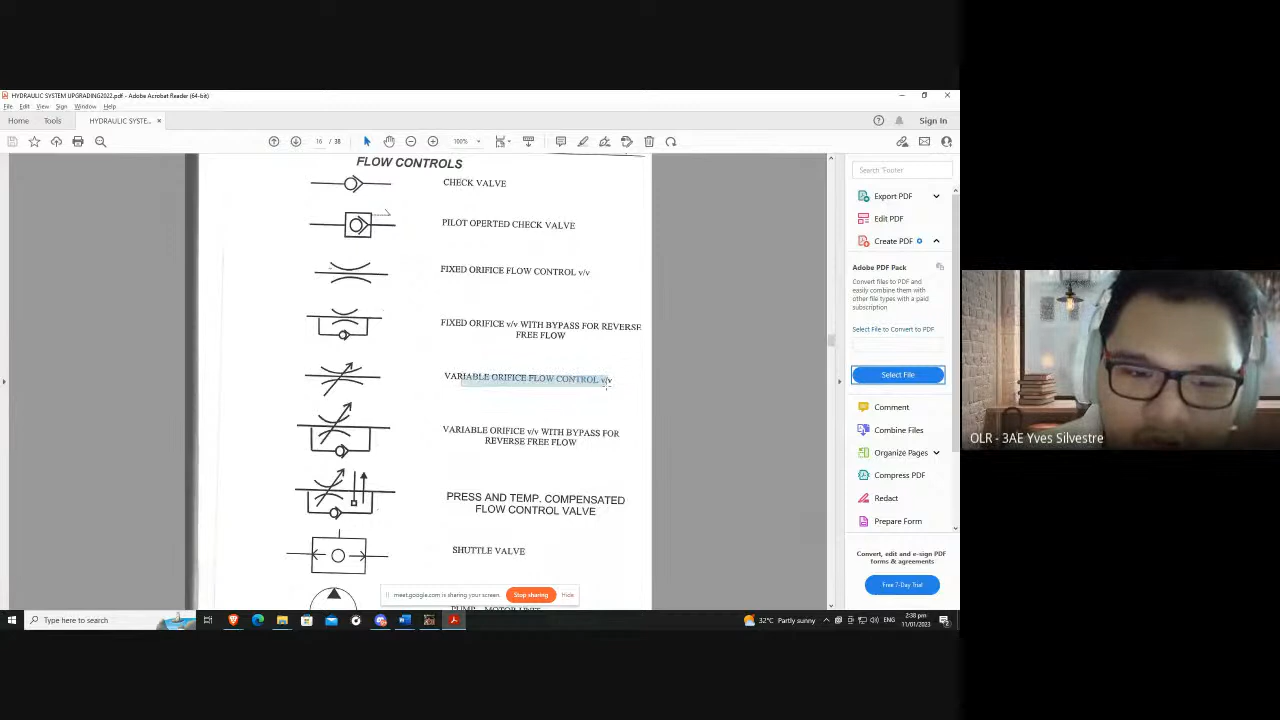 HYDRAULIC SYSTEM UPGRADING2022.pdf - Adobe Acrobat Reader (64-bit)
File Edit View Sign Window Help
Home Tools HYDRAULIC SYSTE... × Sign In
16 / 38 100%
FLOW CONTROLS
CHECK VALVE
PILOT OPERTED CHECK VALVE
FIXED ORIFICE FLOW CONTROL v/v
FIXED ORIFICE v/v WITH BYPASS FOR REVERSE
FREE FLOW
VARIABLE ORIFICE FLOW CONTROL v/v
VARIABLE ORIFICE v/v WITH BYPASS FOR
REVERSE FREE FLOW
PRESS AND TEMP. COMPENSATED
FLOW CONTROL VALVE
SHUTTLE VALVE
Search 'Footer
Export PDF
Edit PDF
Create PDF
Adobe PDF Pack
Convert files to PDF and
easily combine them with
other file types with a paid
subscription
Select File to Convert to PDF
Select File
Comment
Combine Files
Organize Pages
Compress PDF
Redact
Prepare Form
Convert, edit and e-sign PDF
forms & agreements
Free 7-Day Trial
meet.google.com is sharing your screen. Stop sharing Hide
Type here to search
32°C Partly sunny ENG 2:38 pm
11/01/2023
OLR - 3AE Yves Silvestre